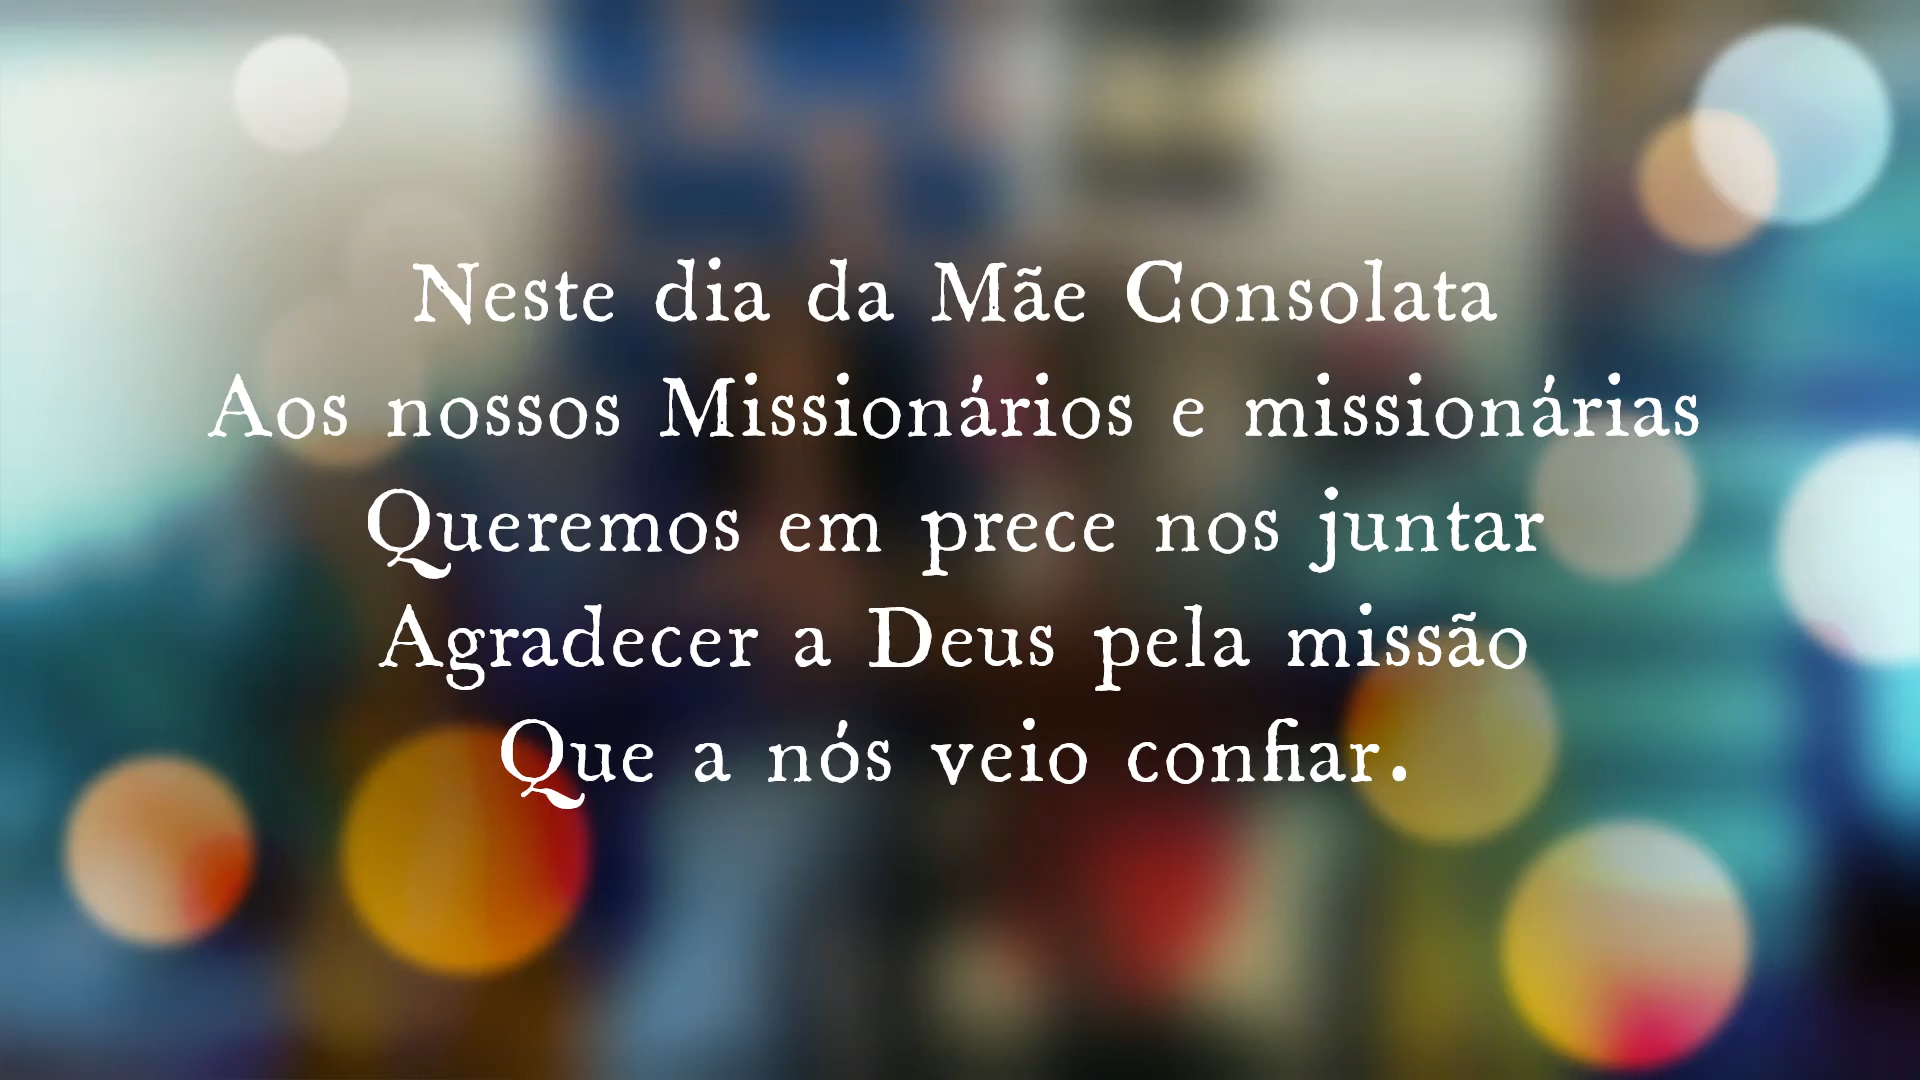 Neste dia da Mãe Consolata
Aos nossos Missionários e missionárias
Queremos em prece nos juntar
Agradecer a Deus pela missão
Que a nós veio confiar.